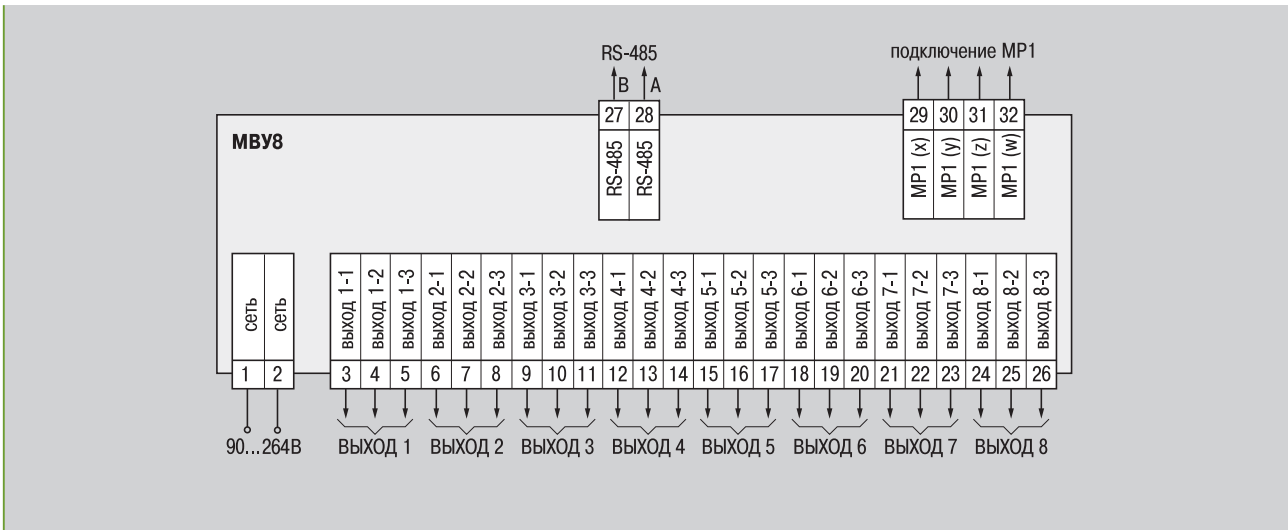 RS-485
подключение МР1
B A
27 28 29 30 31 32
МВУ8
RS-485
RS-485
МР1 (x)
МР1 (y)
МР1 (z)
МР1 (w)
сеть
сеть
выход 1-1
выход 1-2
выход 1-3
выход 2-1
выход 2-2
выход 2-3
выход 3-1
выход 3-2
выход 3-3
выход 4-1
выход 4-2
выход 4-3
выход 5-1
выход 5-2
выход 5-3
выход 6-1
выход 6-2
выход 6-3
выход 7-1
выход 7-2
выход 7-3
выход 8-1
выход 8-2
выход 8-3
1 2 3 4 5 6 7 8 9 10 11 12 13 14 15 16 17 18 19 20 21 22 23 24 25 26
90...264В ВЫХОД 1 ВЫХОД 2 ВЫХОД 3 ВЫХОД 4 ВЫХОД 5 ВЫХОД 6 ВЫХОД 7 ВЫХОД 8